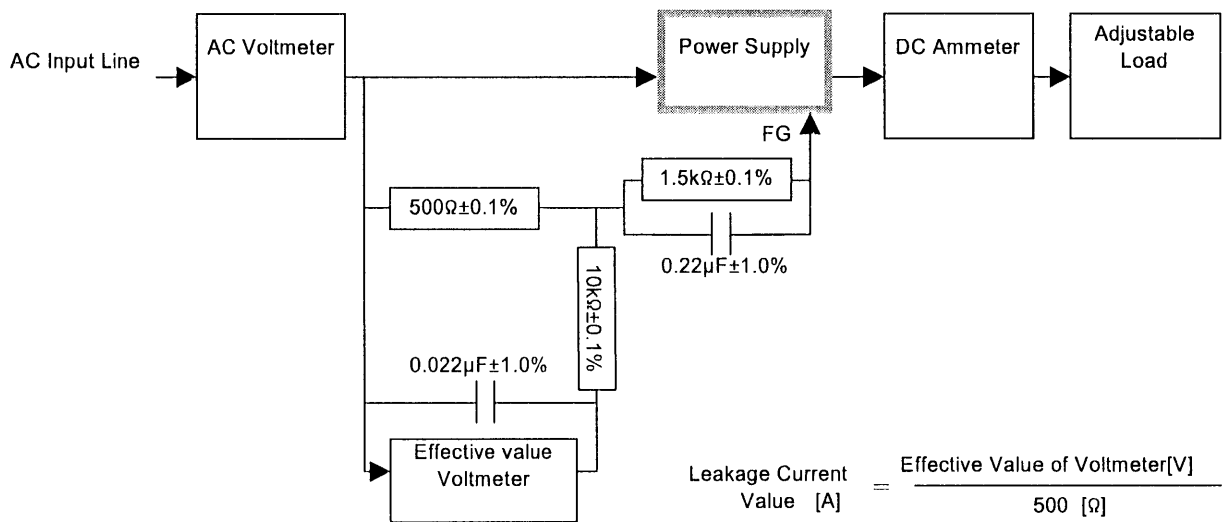 AC Input Line
AC Voltmeter
Power Supply
DC Ammeter
Adjustable
Load
FG
1.5kΩ±0.1%
500Ω±0.1%
0.22µF±1.0%
10kΩ±0.1%
0.022µF±1.0%
Effective value
Voltmeter
Leakage Current
Value [A]
=
Effective Value of Voltmeter[V]
500 [Ω]